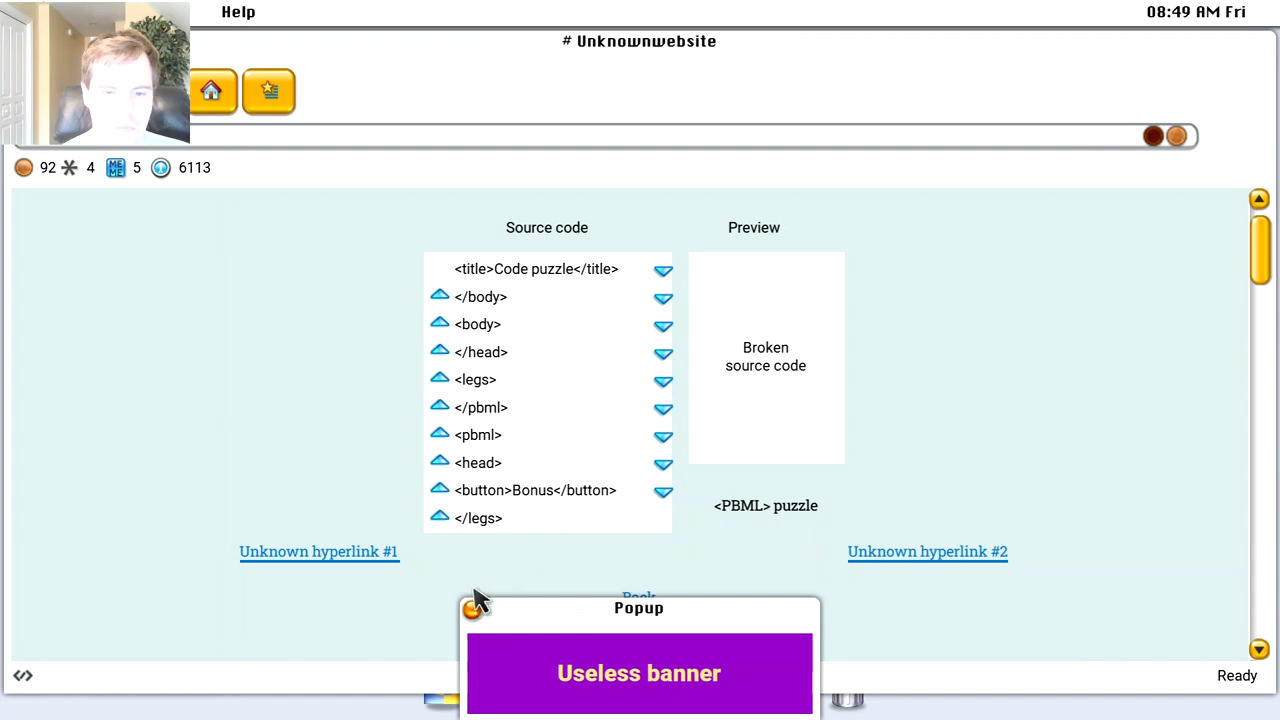 Help
08:49 AM Fri
# Unknownwebsite
92 4 ME ME 5 6113
Source code
Preview
<title>Code puzzle</title>
</body>
<body>
</head>
<legs>
</pbml>
<pbml>
<head>
<button>Bonus</button>
</legs>
Broken
source code
<PBML> puzzle
Unknown hyperlink #1
Unknown hyperlink #2
Popup
Useless banner
Ready